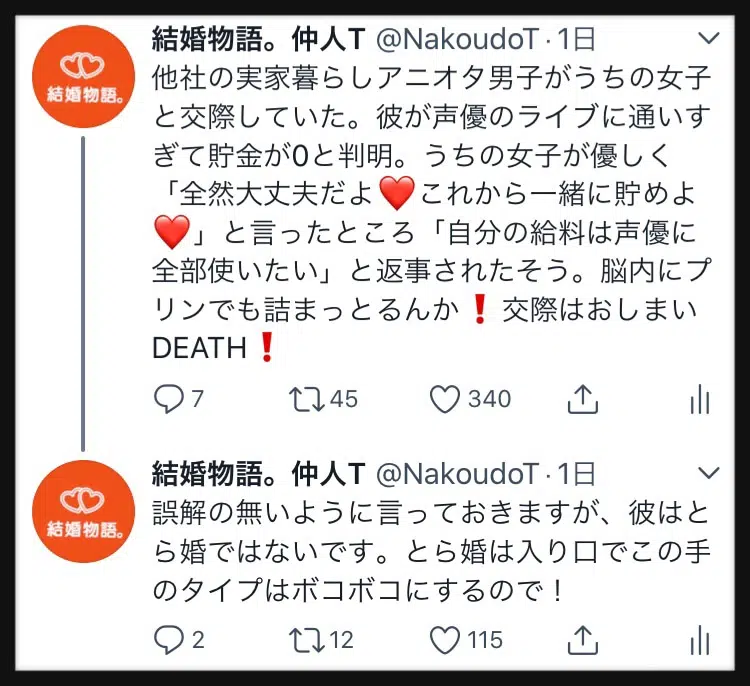 結婚物語。仲人T @NakoudoT·1日
他社の実家暮らしアニオタ男子がうちの女子
と交際していた。彼が声優のライブに通いす
ぎて貯金が0と判明。うちの女子が優しく
「全然大丈夫だよ❤️これから一緒に貯めよ
❤️」と言ったところ「自分の給料は声優に
全部使いたい」と返事されたそう。脳内にプ
リンでも詰まっとるんか❗交際はおしまい
DEATH❗
7 45 340
結婚物語。
結婚物語。仲人T @NakoudoT·1日
誤解の無いように言っておきますが、彼はと
ら婚ではないです。とら婚は入り口でこの手
のタイプはボコボコにするので！
2 12 115
結婚物語。